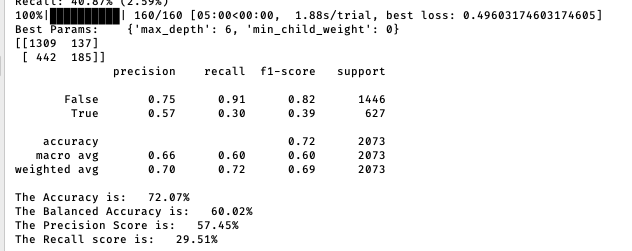 Recall: 40.87% (2.59%)
100%|██████████| 160/160 [05:00<00:00,  1.88s/trial, best loss: 0.49603174603174605]
Best Params:    {'max_depth': 6, 'min_child_weight': 0}
[[1309  137]
 [ 442  185]]
              precision    recall  f1-score   support

       False       0.75      0.91      0.82      1446
        True       0.57      0.30      0.39       627

    accuracy                           0.72      2073
   macro avg       0.66      0.60      0.60      2073
weighted avg       0.70      0.72      0.69      2073

The Accuracy is:   72.07%
The Balanced Accuracy is:   60.02%
The Precision Score is:   57.45%
The Recall score is:   29.51%